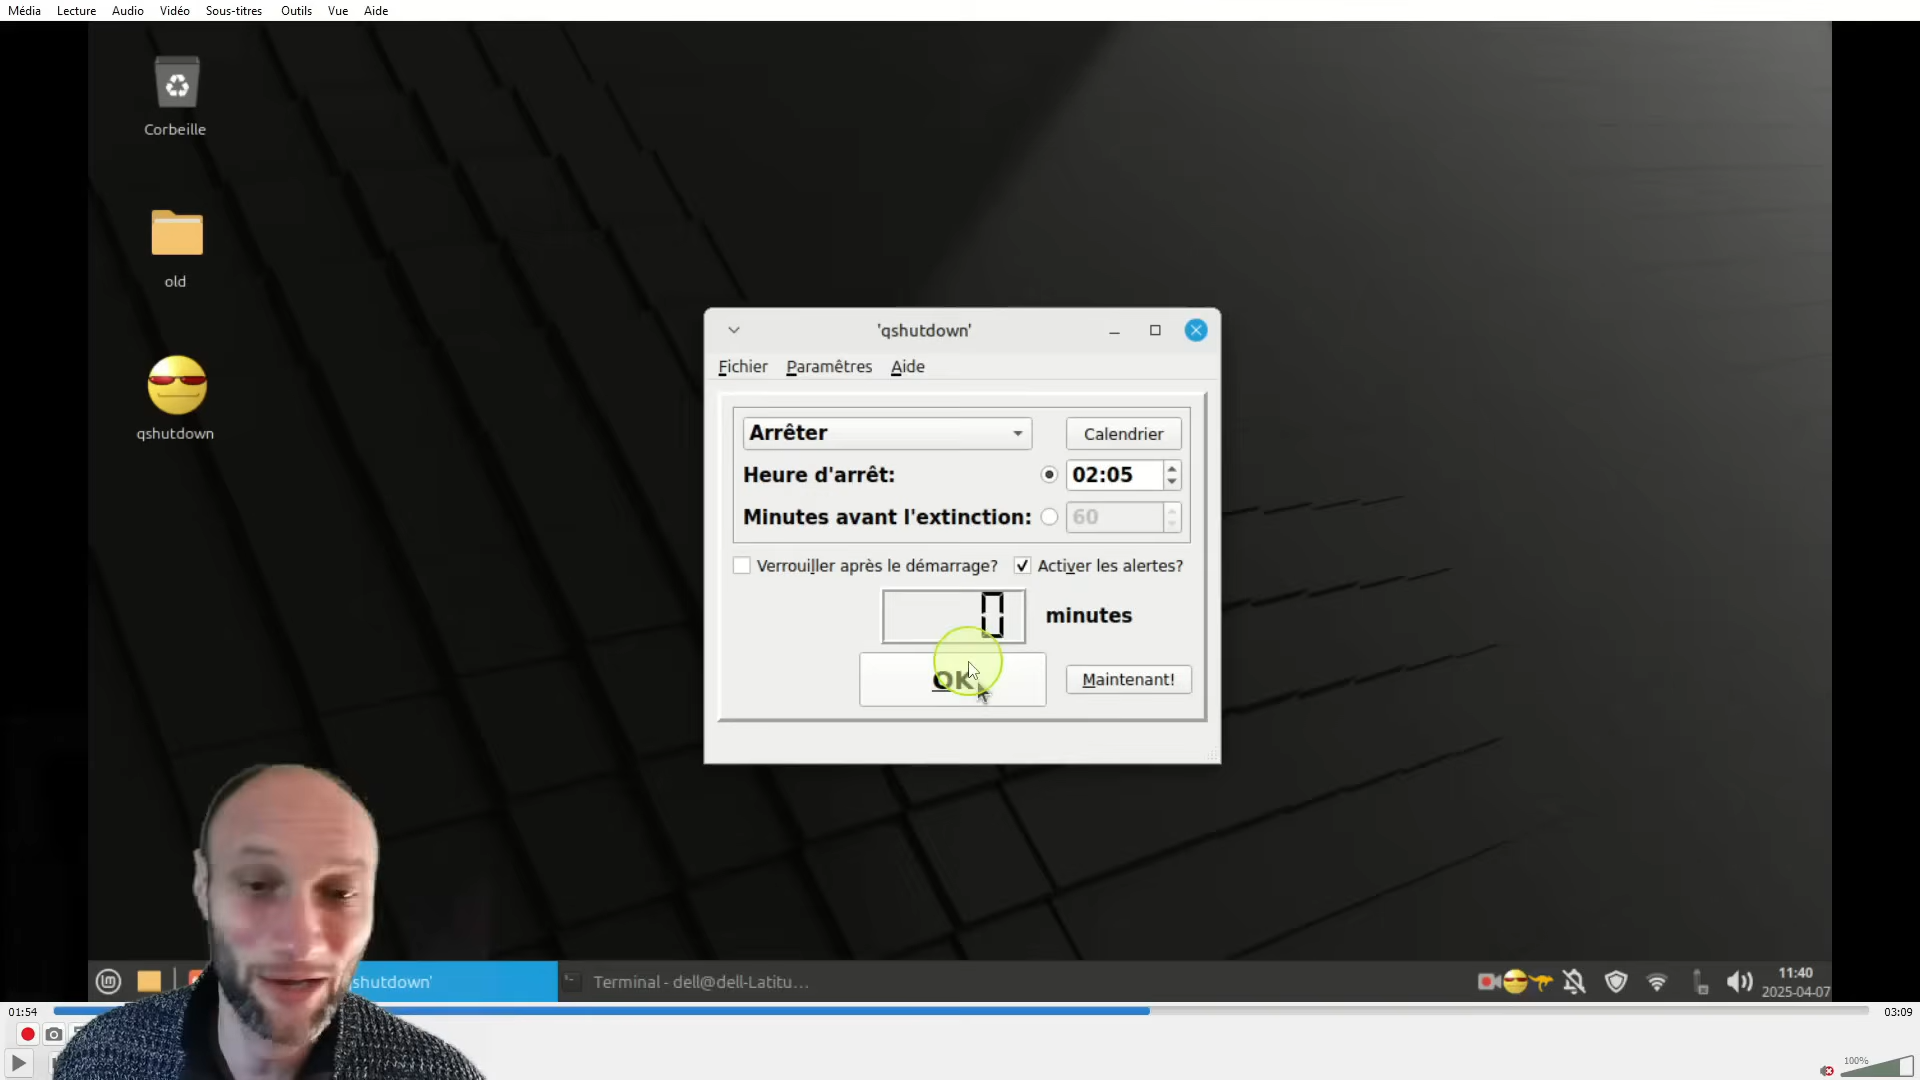 Média Lecture Audio Vidéo Sous-titres Outils Vue Aide
Corbeille
old
qshutdown
'qshutdown'
Fichier Paramêtres Aide
Arrêter Calendrier
Heure d'arrêt: 02:05
Minutes avant l'extinction: 60
Verrouiller après le démarrage? Activer les alertes?
0 minutes
OK Maintenant!
shutdown' Terminal - dell@dell-Latitu... 11:40
2025-04-07
01:54 03:09
100%